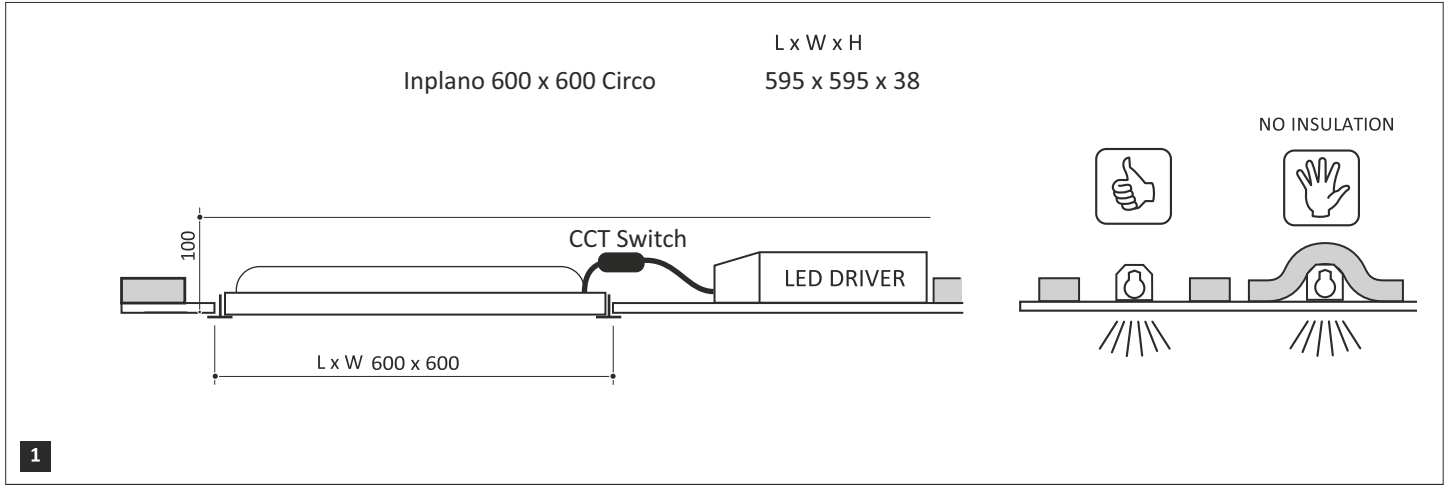 L x W x H
Inplano 600 x 600 Circo 595 x 595 x 38
NO INSULATION
100
CCT Switch
LED DRIVER
L x W 600 x 600
1